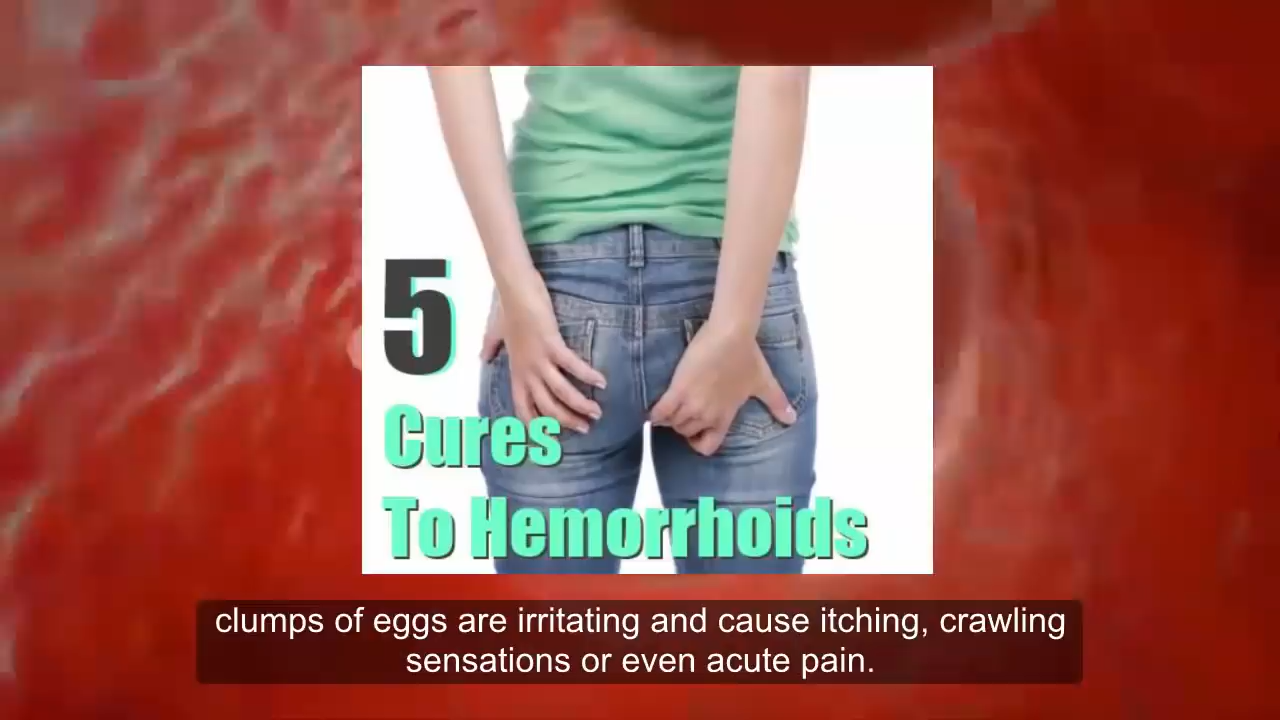 5
Cures
To Hemorrhoids
clumps of eggs are irritating and cause itching, crawling
sensations or even acute pain.